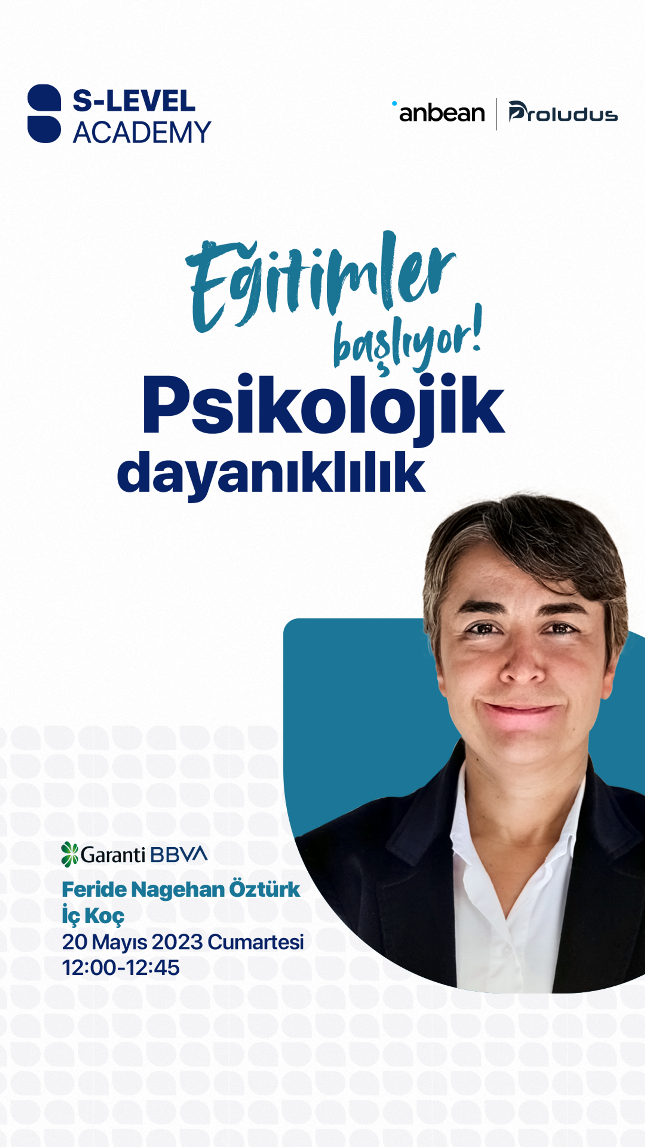 S-LEVEL
ACADEMY
anbean | Proludus
Eğitimler
başlıyor!
Psikolojik
dayanıklılık
Garanti BBVA
Feride Nagehan Öztürk
İç Koç
20 Mayıs 2023 Cumartesi
12:00-12:45